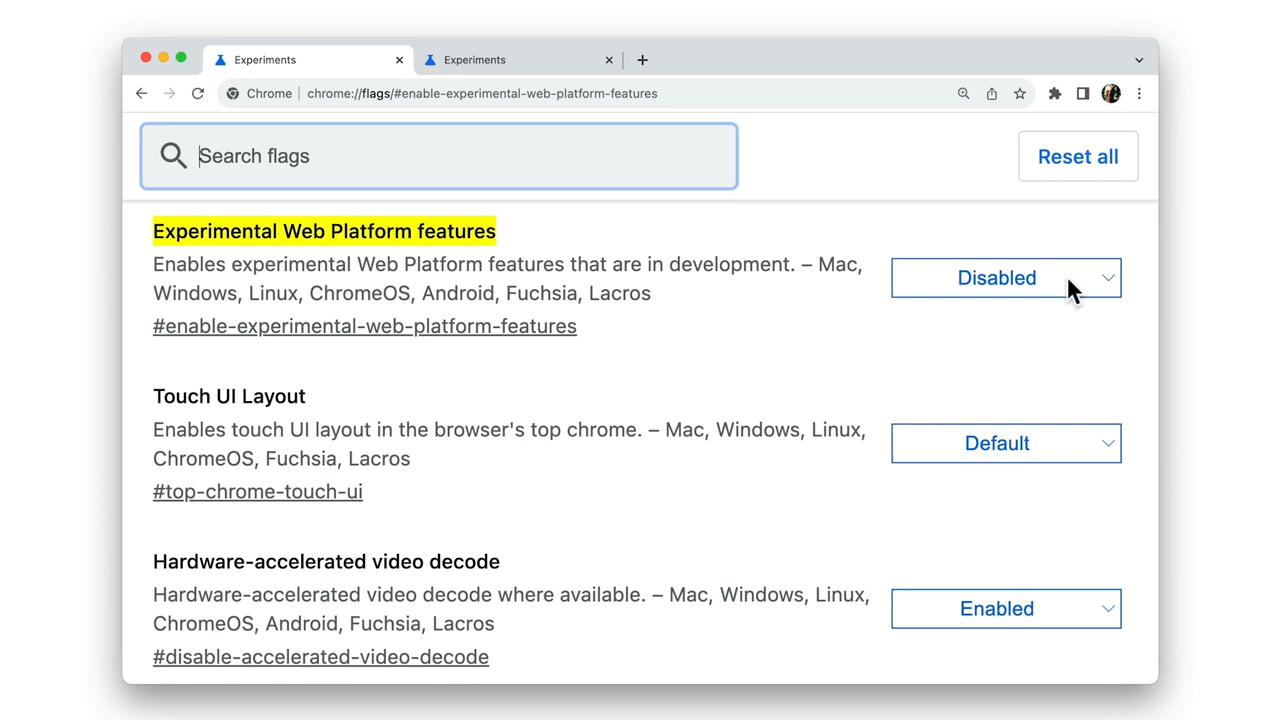 Experiments
Experiments
Chrome
chrome://flags/#enable-experimental-web-platform-features
Search flags
Reset all
Experimental Web Platform features
Enables experimental Web Platform features that are in development. – Mac,
Windows, Linux, ChromeOS, Android, Fuchsia, Lacros
#enable-experimental-web-platform-features
Disabled
Touch UI Layout
Enables touch UI layout in the browser's top chrome. – Mac, Windows, Linux,
ChromeOS, Fuchsia, Lacros
#top-chrome-touch-ui
Default
Hardware-accelerated video decode
Hardware-accelerated video decode where available. – Mac, Windows, Linux,
ChromeOS, Android, Fuchsia, Lacros
#disable-accelerated-video-decode
Enabled